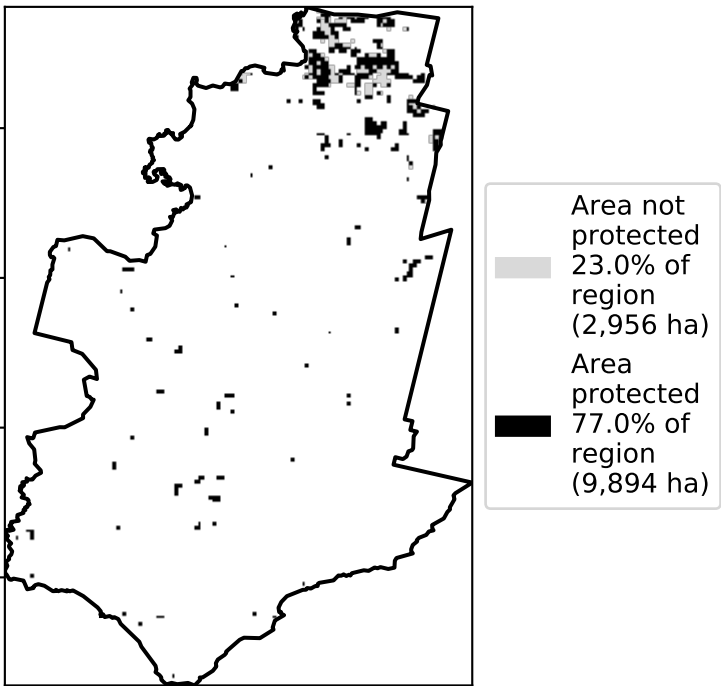 Area not
protected
23.0% of
region
(2,956 ha)
Area
protected
77.0% of
region
(9,894 ha)